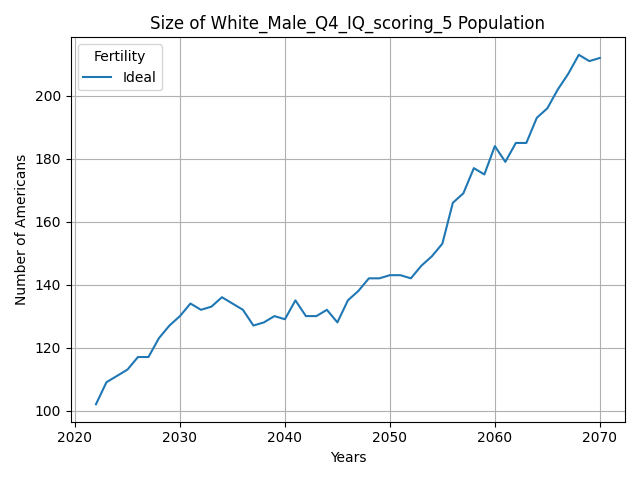 Size of White_Male_Q4_IQ_scoring_5 Population
Fertility
Ideal
Number of Americans
200
180
160
140
120
100
2020 2030 2040 2050 2060 2070
Years